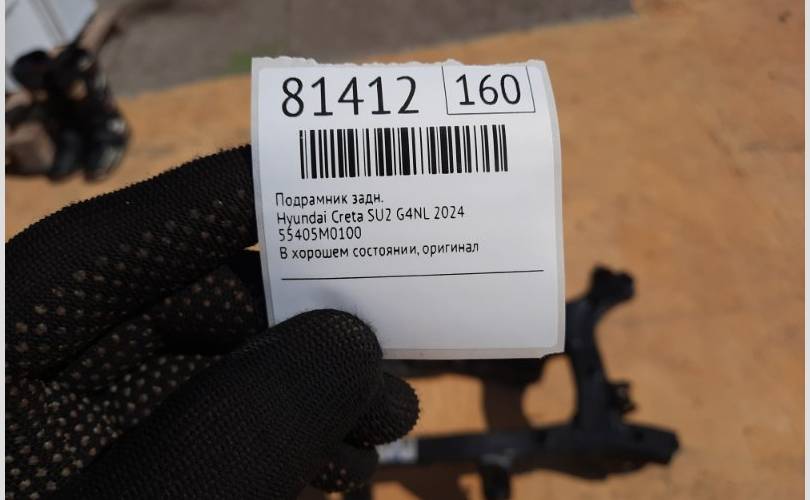 81412 160
Подрамник задн.
Hyundai Creta SU2 G4NL 2024
55405M0100
В хорошем состоянии, оригинал